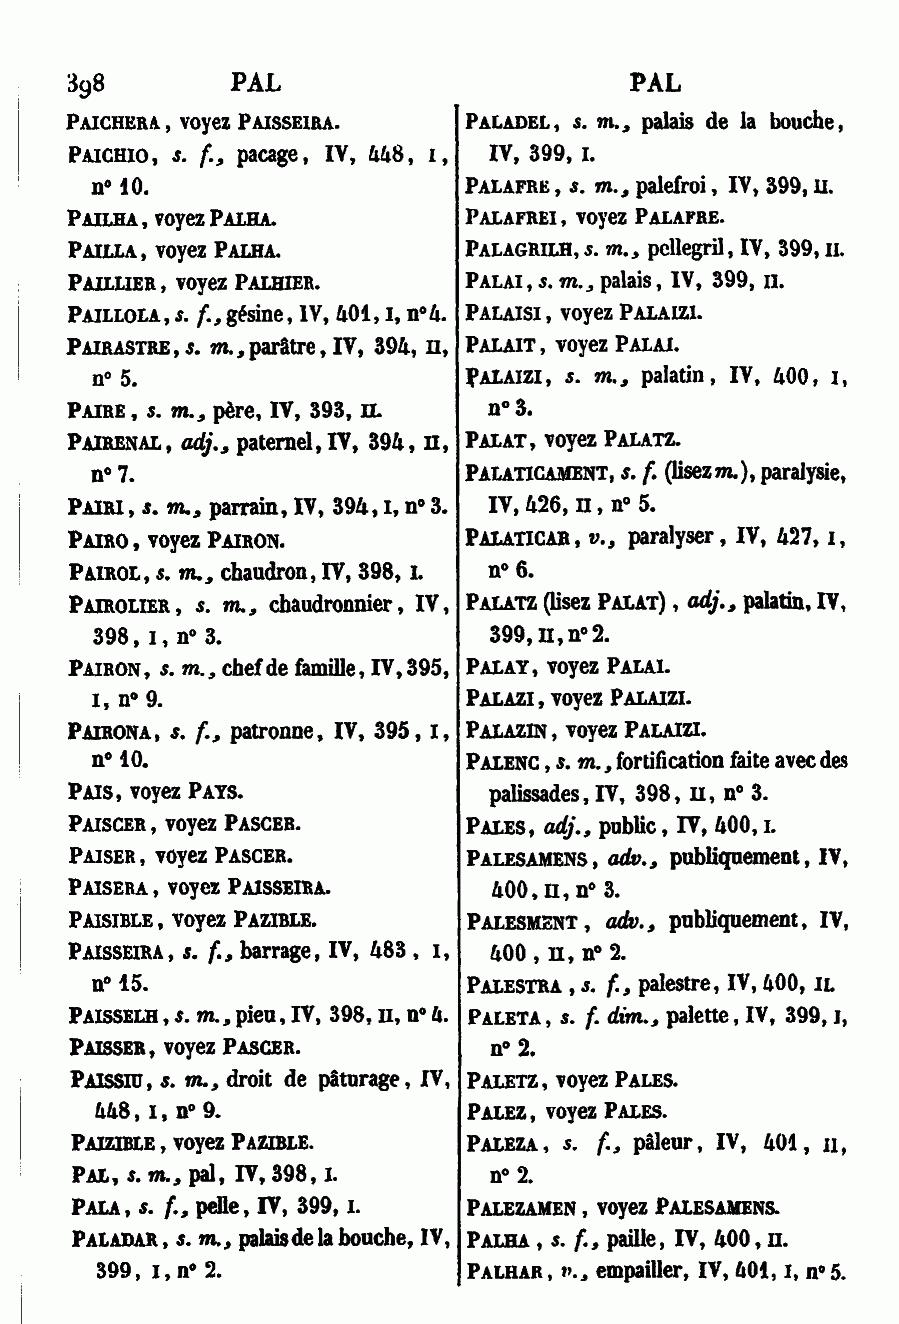 398 PAL PAL
PAICHERA, voyez PAISSEIRA.
PAICHIO, s. f., pacage, IV, 448, I,
n° 10.
PAILHA, voyez PALHA.
PAILLA, voyez PALHA.
PAILLIER, voyez PALHIER.
PAILLOLA, s. f., gésine, IV, 401, I, n° 4.
PAIRASTRE, s. m., parâtre, IV, 394, II,
n° 5.
PAIRE, s. m., père, IV, 393, II.
PAIRENAL, adj., paternel, IV, 394, II,
n° 7.
PAIRI, s. m., parrain, IV, 394, I, n° 3.
PAIRO, voyez PAIRON.
PAIROL, s. m., chaudron, IV, 398, I.
PAIROLIER, s. m., chaudronnier, IV,
398, I, n° 3.
PAIRON, s. m., chef de famille, IV, 395,
I, n° 9.
PAIRONA, s. f., patronne, IV, 395, I,
n° 10.
PAIS, voyez PAYS.
PAISCER, voyez PASCER.
PAISER, voyez PASCER.
PAISERA, voyez PAISSEIRA.
PAISIBLE, voyez PAZIBLE.
PAISSEIRA, s. f., barrage, IV, 483, I,
n° 15.
PAISSELH, s. m., pieu, IV, 398, II, n° 4.
PAISSER, voyez PASCER.
PAISSIU, s. m., droit de pâturage, IV,
448, I, n° 9.
PAIZIBLE, voyez PAZIBLE.
PAL, s. m., pal, IV, 398, I.
PALA, s. f., pelle, IV, 399, I.
PALADAR, s. m., palais de la bouche, IV,
399, I, n° 2.
PALADEL, s. m., palais de la bouche,
IV, 399, I.
PALAFRE, s. m., palefroi, IV, 399, II.
PALAFREI, voyez PALAFRE.
PALAGRILH, s. m., pellegril, IV, 399, II.
PALAI, s. m., palais, IV, 399, II.
PALAISI, voyez PALAIZI.
PALAIT, voyez PALAI.
PALAIZI, s. m., palatin, IV, 400, I,
n° 3.
PALAT, voyez PALATZ.
PALATICAMENT, s. f. (lisez m.), paralysie,
IV, 426, II, n° 5.
PALATICAR, v., paralyser, IV, 427, I,
n° 6.
PALATZ (lisez PALAT), adj., palatin, IV,
399, II, n° 2.
PALAY, voyez PALAI.
PALAZI, voyez PALAIZI.
PALAZIN, voyez PALAIZI.
PALENC, s. m., fortification faite avec des
palissades, IV, 398, II, n° 3.
PALES, adj., public, IV, 400, I.
PALESAMENS, adv., publiquement, IV,
400, II, n° 3.
PALESMENT, adv., publiquement, IV,
400, II, n° 2.
PALESTRA, s. f., palestre, IV, 400, II.
PALETA, s. f. dim., palette, IV, 399, I,
n° 2.
PALETZ, voyez PALES.
PALEZ, voyez PALES.
PALEZA, s. f., pâleur, IV, 401, II,
n° 2.
PALEZAMEN, voyez PALESAMENS.
PALHA, s. f., paille, IV, 400, II.
PALHAR, v., empailler, IV, 401, I, n° 5.